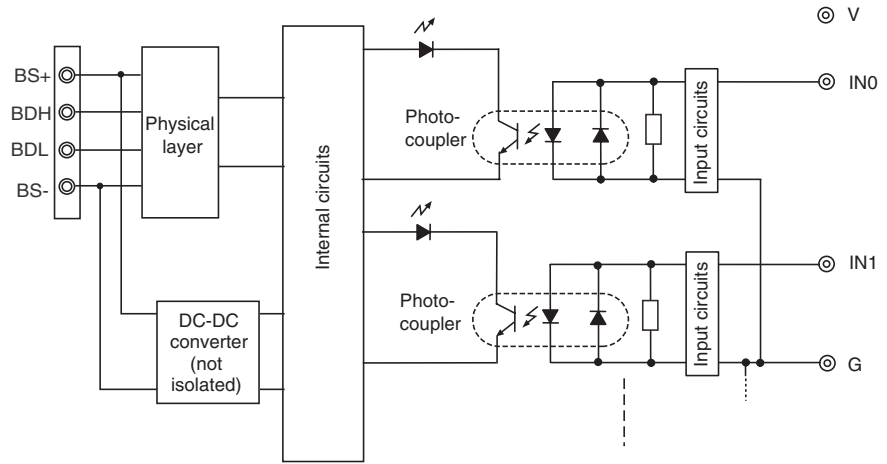 V
BS+
BDH
BDL
BS-
Physical
layer
DC-DC
converter
(not
isolated)
Internal circuits
Photo-
coupler
Input circuits
IN0
Photo-
coupler
Input circuits
IN1
G